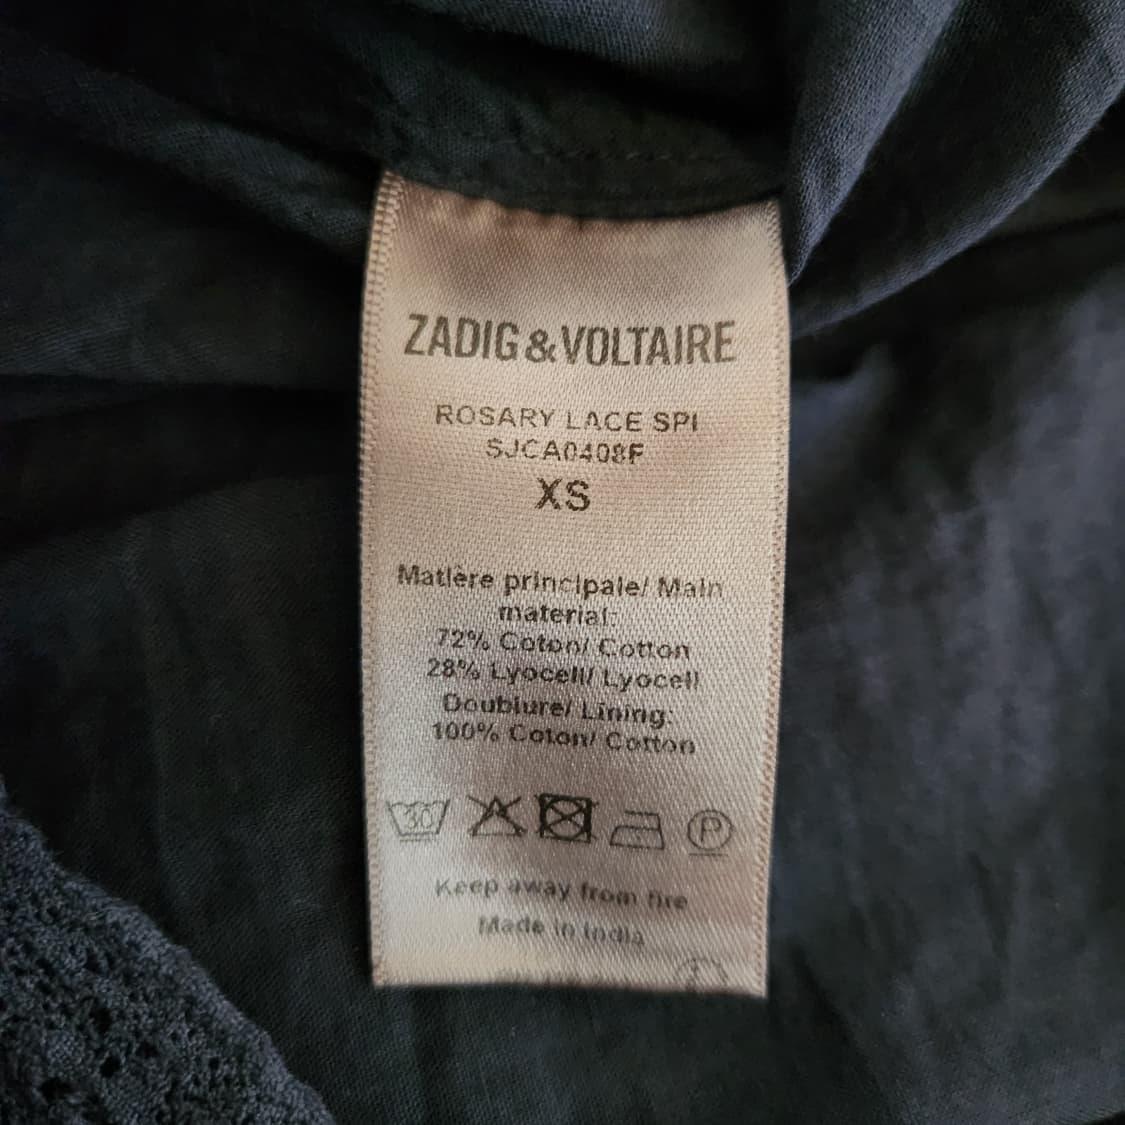 ZADIG&VOLTAIRE
ROSARY LACE SPI
SJCA0408F
XS
Matière principale/ Main
material:
72% Coton/ Cotton
28% Lyocell/ Lyocell
Doublure/ Lining:
100% Coton/ Cotton
30 P
Keep away from fire
Made in India